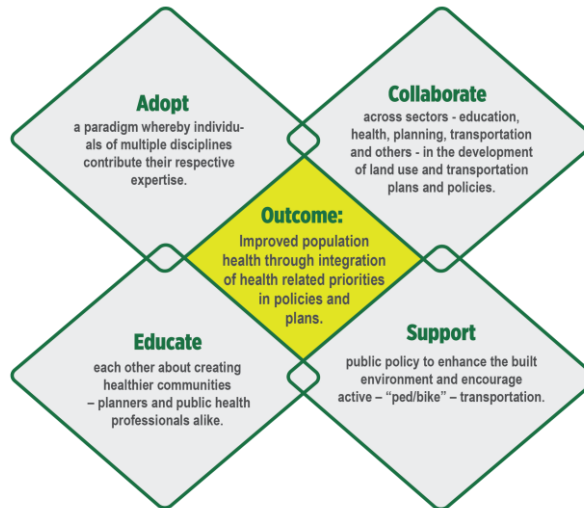 Adopt
a paradigm whereby individu-
als of multiple disciplines
contribute their respective
expertise.
Collaborate
across sectors - education,
health, planning, transportation
and others - in the development
of land use and transportation
plans and policies.
Outcome:
Improved population
health through integration
of health related priorities
in policies and
plans.
Educate
each other about creating
healthier communities
– planners and public health
professionals alike.
Support
public policy to enhance the built
environment and encourage
active – “ped/bike” – transportation.